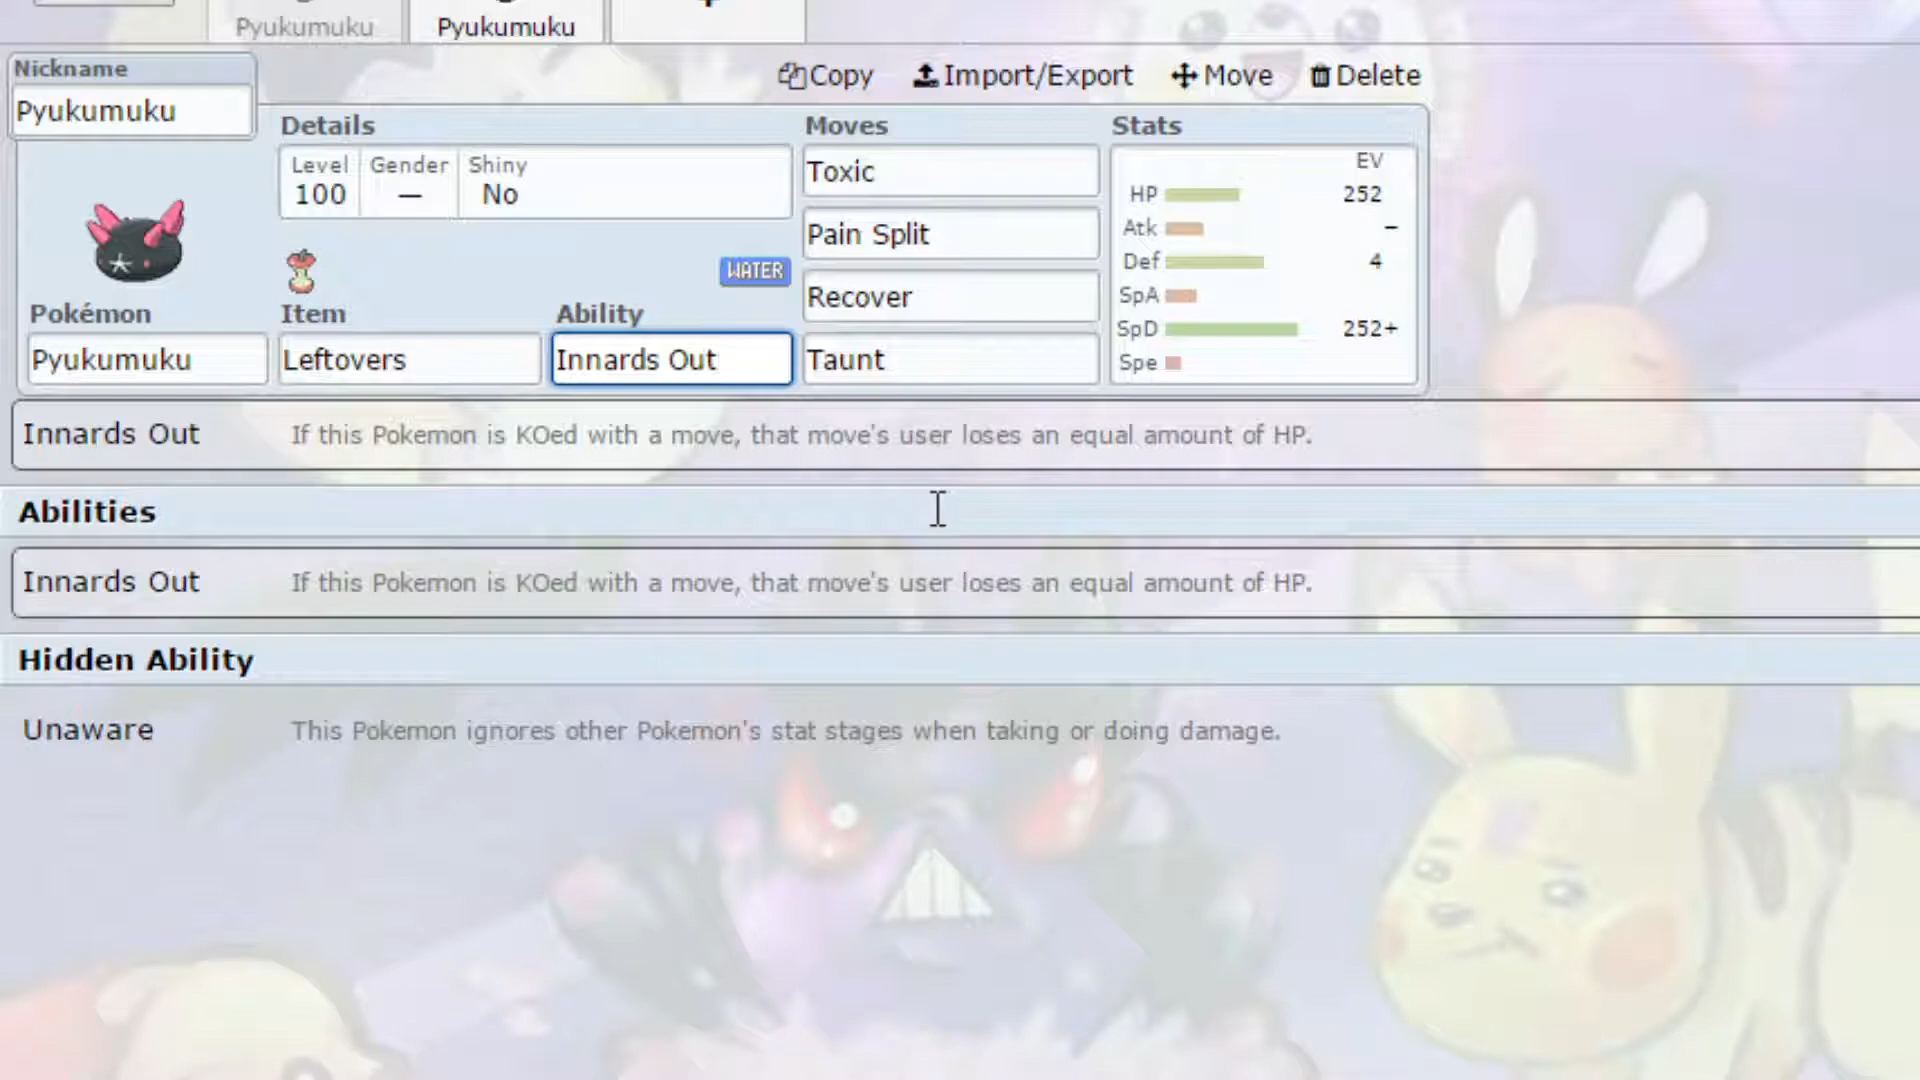 Pyukumuku Pyukumuku
Nickname
Pyukumuku
Copy Import/Export Move Delete
Details
Level Gender Shiny
100 — No
WATER
Pokémon Item Ability
Pyukumuku Leftovers Innards Out
Moves
Toxic
Pain Split
Recover
Taunt
Stats
EV
HP 252
Atk –
Def 4
SpA
SpD 252+
Spe
Innards Out If this Pokemon is KOed with a move, that move's user loses an equal amount of HP.
Abilities
Innards Out If this Pokemon is KOed with a move, that move's user loses an equal amount of HP.
Hidden Ability
Unaware This Pokemon ignores other Pokemon's stat stages when taking or doing damage.